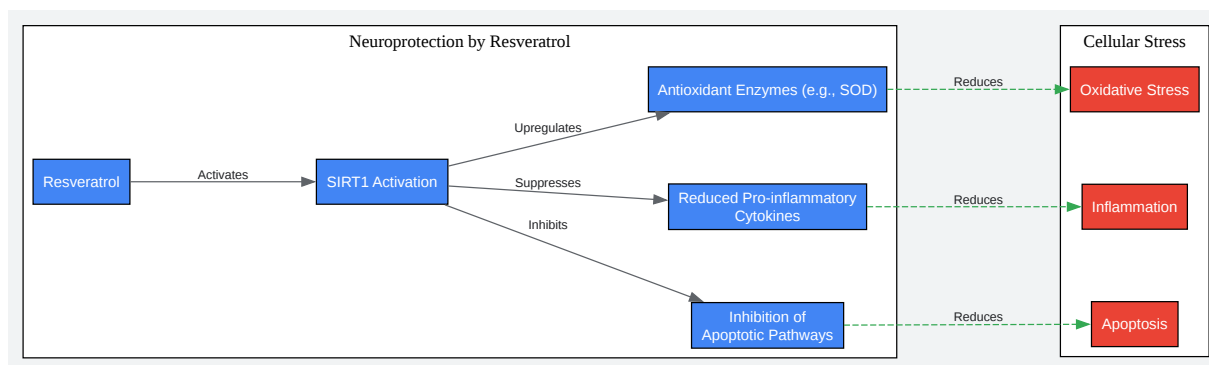 Neuroprotection by Resveratrol
Cellular Stress
Antioxidant Enzymes (e.g., SOD)
Reduces
Oxidative Stress
Upregulates
Resveratrol
Activates
SIRT1 Activation
Suppresses
Reduced Pro-inflammatory
Cytokines
Reduces
Inflammation
Inhibits
Inhibition of
Apoptotic Pathways
Reduces
Apoptosis